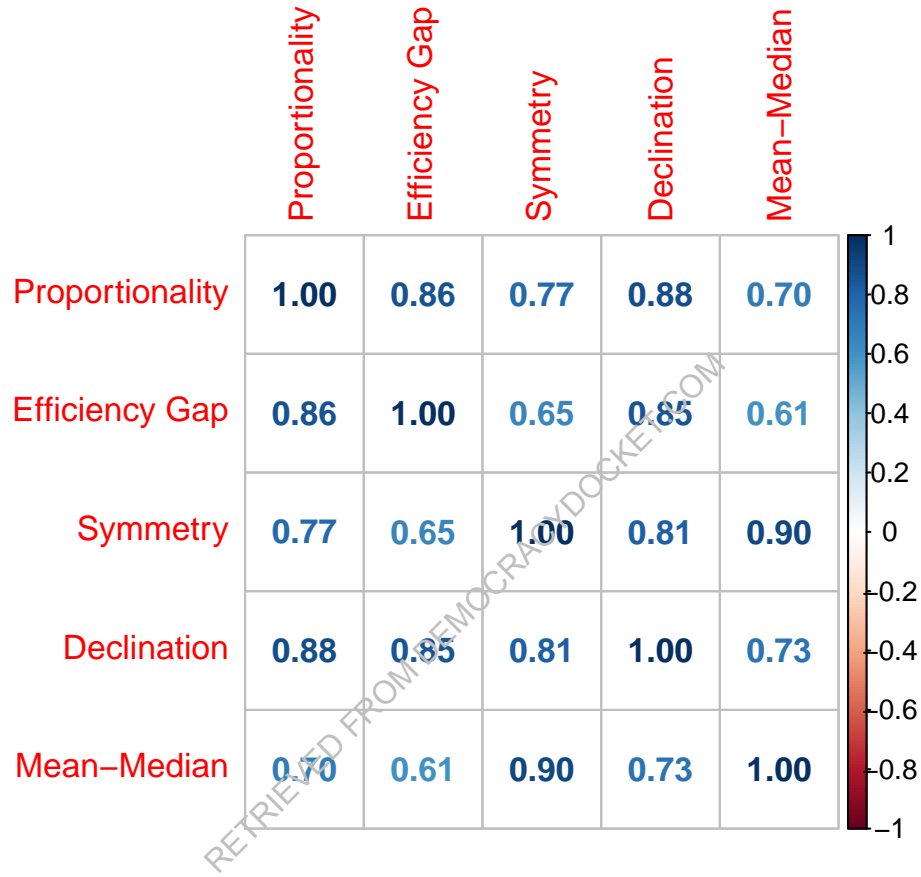 Proportionality
Efficiency Gap
Symmetry
Declination
Mean−Median
Proportionality 1.00 0.86 0.77 0.88 0.70
Efficiency Gap 0.86 1.00 0.65 0.85 0.61
Symmetry 0.77 0.65 1.00 0.81 0.90
Declination 0.88 0.85 0.81 1.00 0.73
Mean−Median 0.70 0.61 0.90 0.73 1.00
1
0.8
0.6
0.4
0.2
0
−0.2
−0.4
−0.6
−0.8
−1
RETRIEVED FROM DEMOCRACYDOCKET.COM